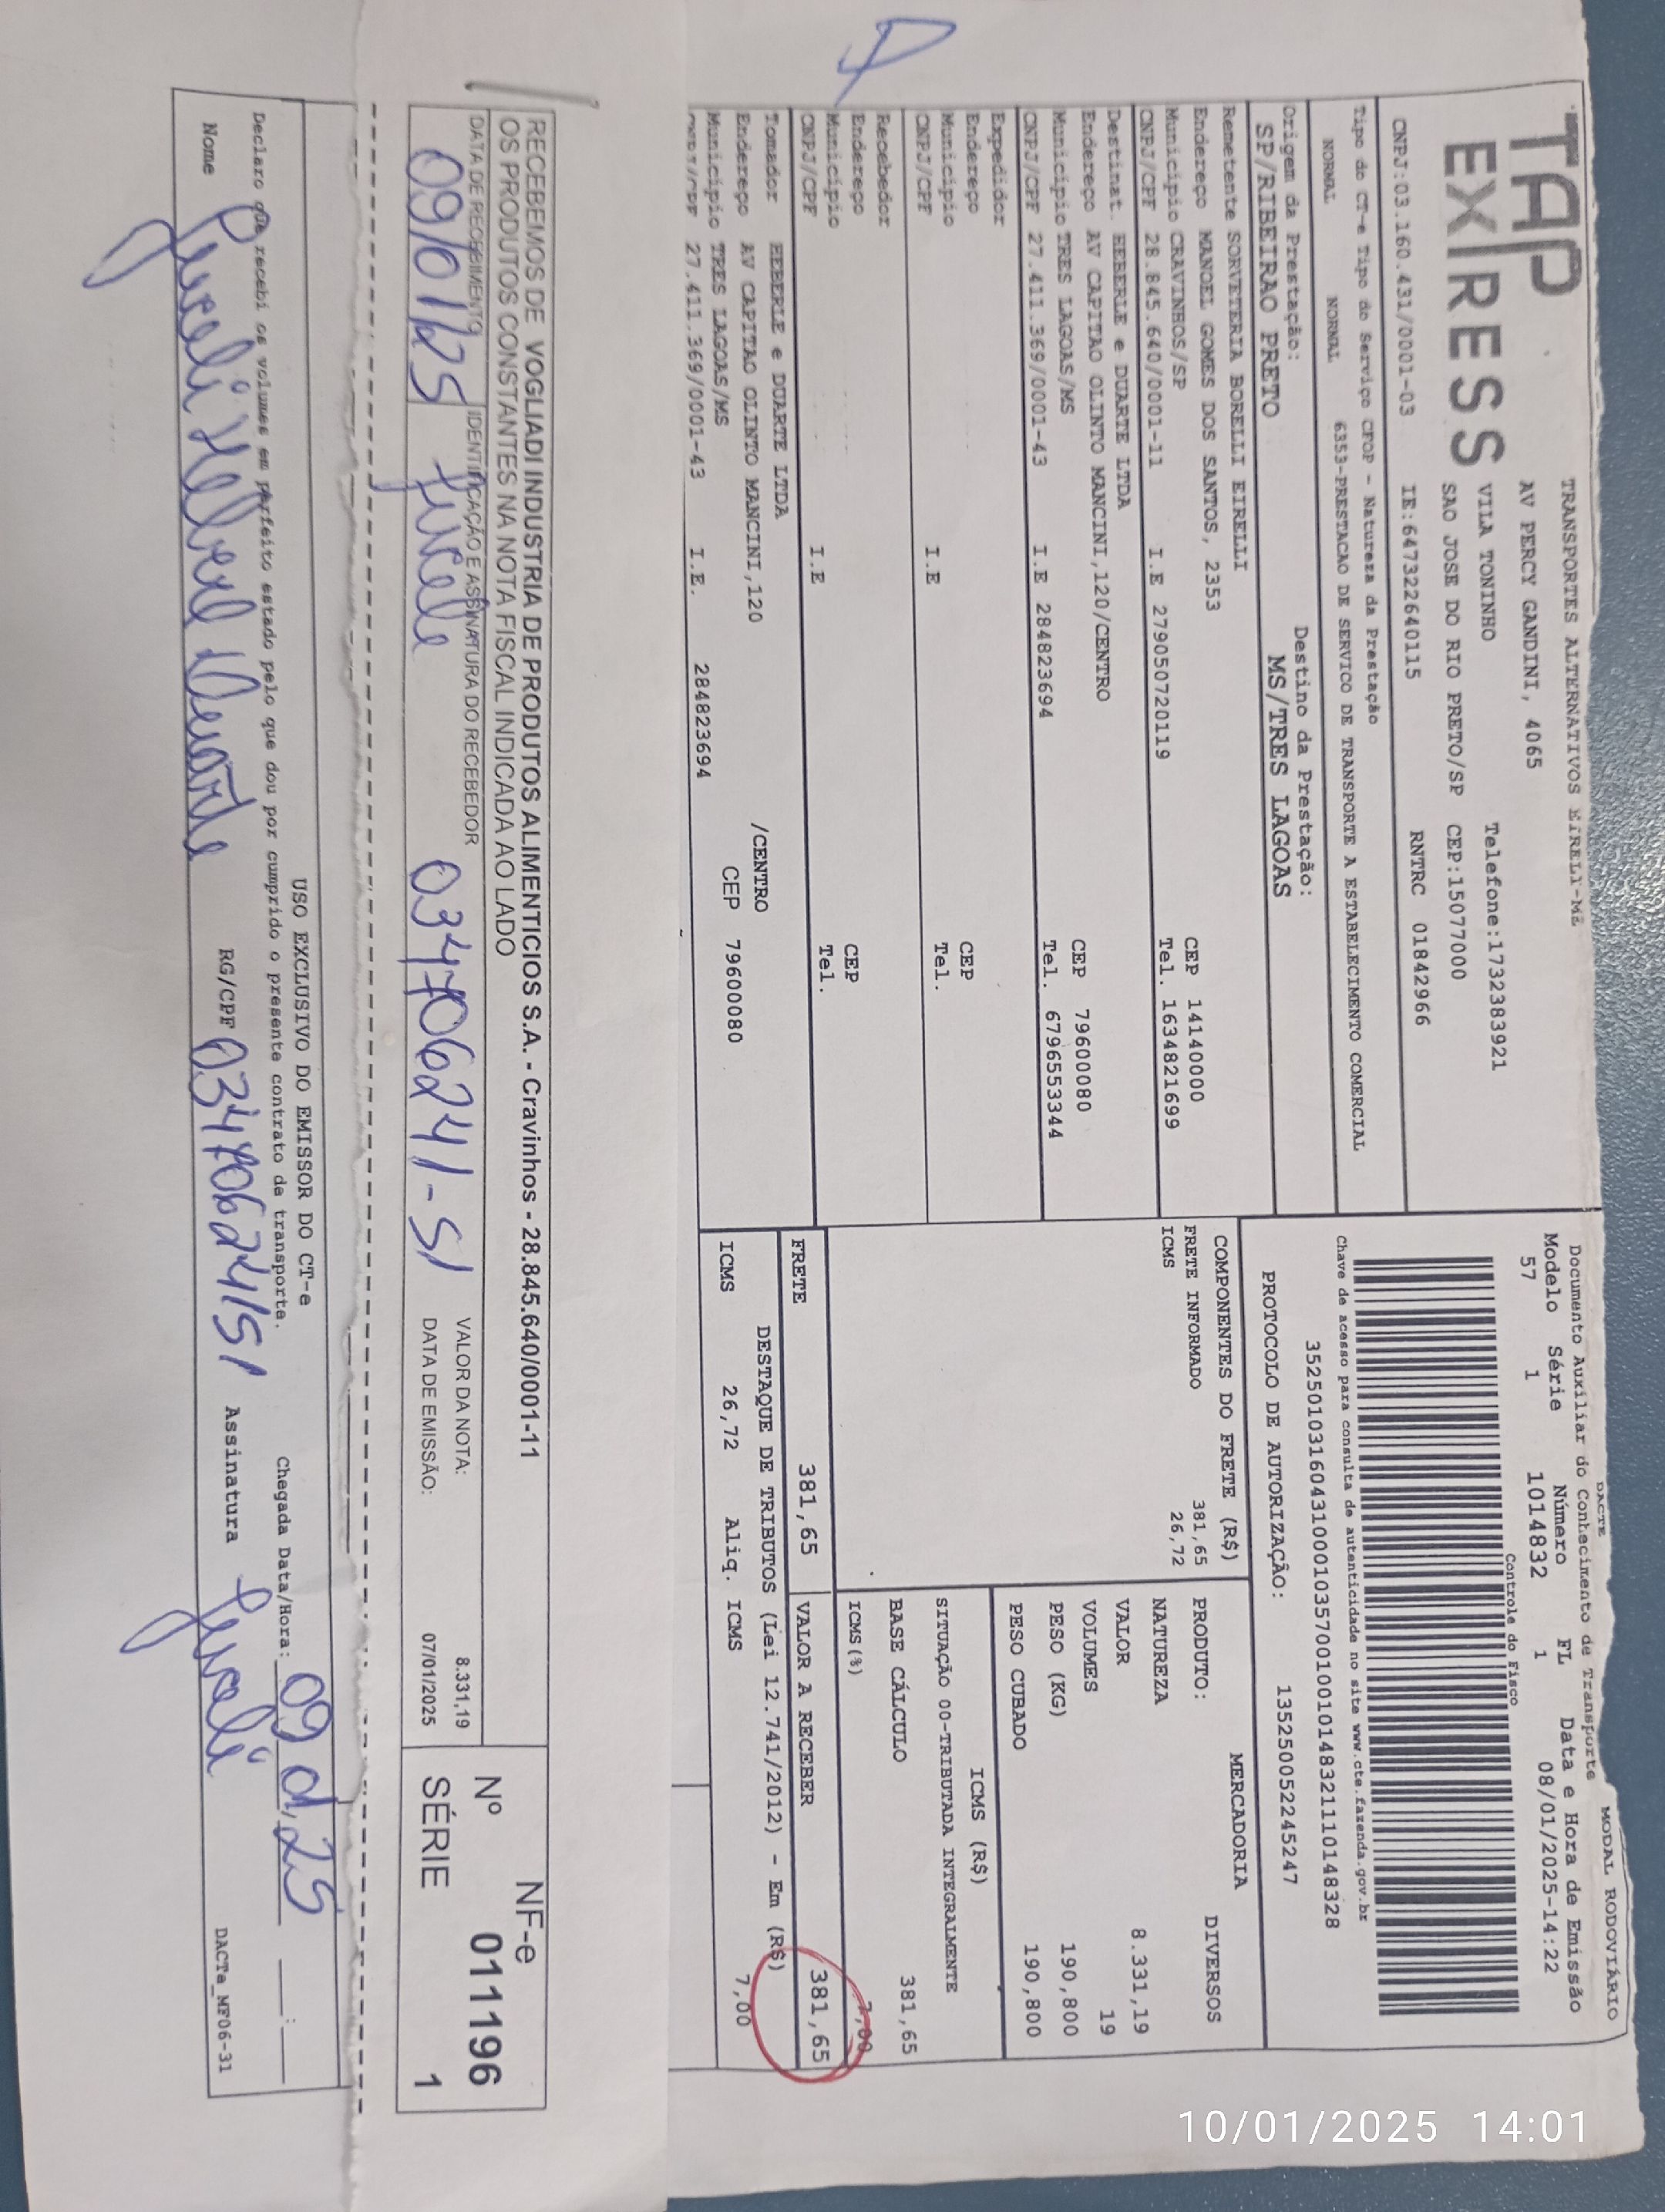 TAP
EXPRESS
TRANSPORTES ALTERNATIVOS EIRELI-ME
AV PERCY GANDINI, 4065
VILA TONINHO Telefone:1732383921
SAO JOSE DO RIO PRETO/SP CEP:15077000
CNPJ:03.160.431/0001-03 IE:647322640115 RNTRC 01842966
Tipo do CT-e Tipo do Serviço CFOP - Natureza da Prestação
NORMAL NORMAL 6353-PRESTACAO DE SERVICO DE TRANSPORTE A ESTABELECIMENTO COMERCIAL
Origem da Prestação: Destino da Prestação:
SP/RIBEIRAO PRETO MS/TRES LAGOAS
Remetente SORVETERIA BORELLI EIRELLI
Endereço MANOEL GOMES DOS SANTOS, 2353 CEP 14140000
Municipio CRAVINHOS/SP Tel. 1634821699
CNPJ/CPF 28.845.640/0001-11 I.E 279050720119
Destinat. HEBERLE e DUARTE LTDA
Endereço AV CAPITAO OLINTO MANCINI,120/CENTRO CEP 79600080
Municipio TRES LAGOAS/MS Tel. 6796553344
CNPJ/CPF 27.411.369/0001-43 I.E 284823694
Expedidor
Endereço CEP
Municipio Tel.
CNPJ/CPF I.E
Recebedor
Endereço CEP
Municipio Tel.
CNPJ/CPF I.E
Tomador HEBERLE e DUARTE LTDA
Endereço AV CAPITAO OLINTO MANCINI,120 /CENTRO
Municipio TRES LAGOAS/MS CEP 79600080
CNPJ/CPF 27.411.369/0001-43 I.E. 284823694
DACTE MODAL RODOVIÁRIO
Documento Auxiliar do Conhecimento de Transporte
Modelo Série Número FL Data e Hora de Emissão
57 1 1014832 1 08/01/2025-14:22
Controle do Fisco
Chave de acesso para consulta de autenticidade no site www.cte.fazenda.gov.br
35250103160431000103570010010148321110148328
PROTOCOLO DE AUTORIZAÇÃO: 135250052245247
COMPONENTES DO FRETE (R$)
FRETE INFORMADO 381,65
ICMS 26,72
MERCADORIA
PRODUTO: DIVERSOS
NATUREZA
VALOR 8.331,19
VOLUMES 19
PESO (KG) 190,800
PESO CUBADO 190,800
ICMS (R$)
SITUAÇÃO 00-TRIBUTADA INTEGRALMENTE
BASE CÁLCULO 381,65
ICMS(%) 7,00
FRETE 381,65 VALOR A RECEBER 381,65
DESTAQUE DE TRIBUTOS (Lei 12.741/2012) - Em (R$)
ICMS 26,72 Aliq. ICMS 7,00
RECEBEMOS DE VOGLIADI INDUSTRIA DE PRODUTOS ALIMENTICIOS S.A. - Cravinhos - 28.845.640/0001-11
OS PRODUTOS CONSTANTES NA NOTA FISCAL INDICADA AO LADO
DATA DE RECEBIMENTO IDENTIFICAÇÃO E ASSINATURA DO RECEBEDOR
09/01/25 034706241-51
VALOR DA NOTA: 8.331,19
DATA DE EMISSÃO: 07/01/2025
NF-e
Nº 011196
SÉRIE 1
USO EXCLUSIVO DO EMISSOR DO CT-e
Declaro que recebi os volumes em perfeito estado pelo que dou por cumprido o presente contrato de transporte. Chegada Data/Hora: 09/01/25 __:__
Nome RG/CPF 03470624151 Assinatura
DACTe_MF06-31
10/01/2025 14:01